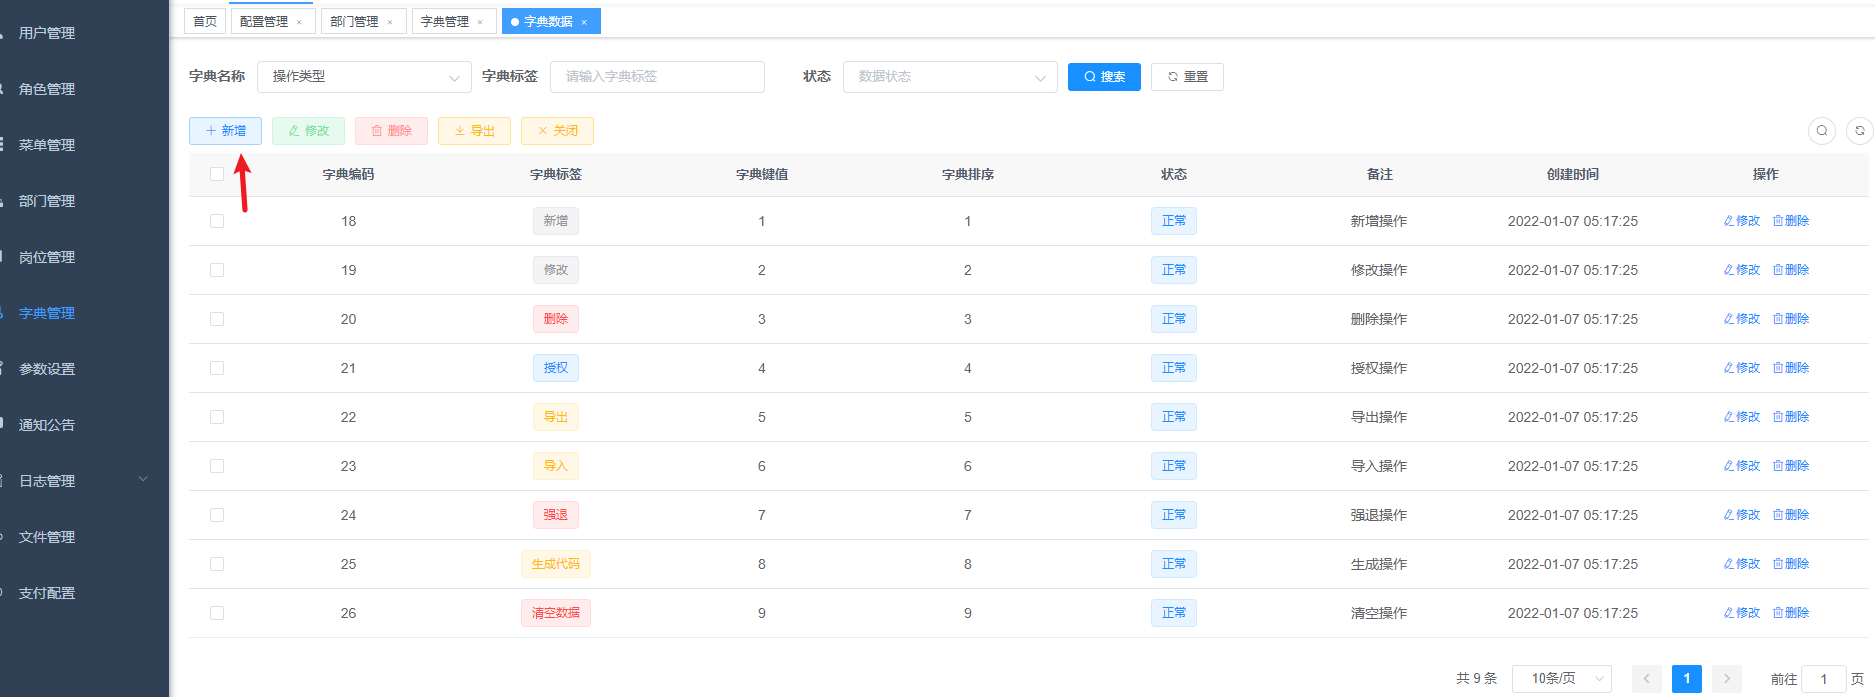 首页 配置管理 × 部门管理 × 字典管理 × 字典数据 ×
用户管理
角色管理
菜单管理
部门管理
岗位管理
字典管理
参数设置
通知公告
日志管理
文件管理
支付配置
字典名称 操作类型 字典标签 请输入字典标签 状态 数据状态 搜索 重置
新增 修改 删除 导出 关闭
字典编码 字典标签 字典键值 字典排序 状态 备注 创建时间 操作
18 新增 1 1 正常 新增操作 2022-01-07 05:17:25 修改 删除
19 修改 2 2 正常 修改操作 2022-01-07 05:17:25 修改 删除
20 删除 3 3 正常 删除操作 2022-01-07 05:17:25 修改 删除
21 授权 4 4 正常 授权操作 2022-01-07 05:17:25 修改 删除
22 导出 5 5 正常 导出操作 2022-01-07 05:17:25 修改 删除
23 导入 6 6 正常 导入操作 2022-01-07 05:17:25 修改 删除
24 强退 7 7 正常 强退操作 2022-01-07 05:17:25 修改 删除
25 生成代码 8 8 正常 生成操作 2022-01-07 05:17:25 修改 删除
26 清空数据 9 9 正常 清空操作 2022-01-07 05:17:25 修改 删除
共 9 条 10条/页 1 前往 1 页